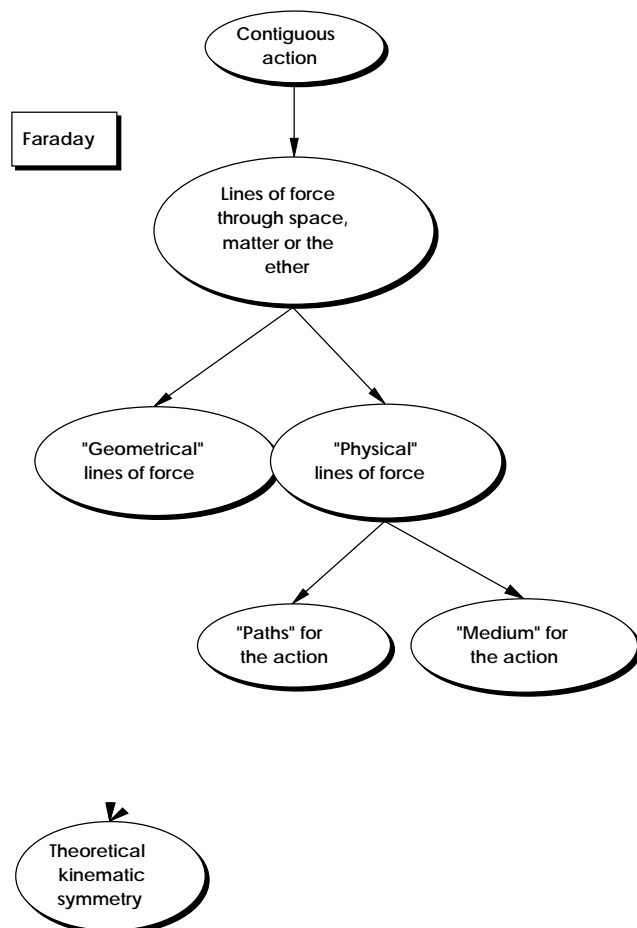 Contiguous
action
Faraday
Lines of force
through space,
matter or the
ether
"Geometrical"
lines of force
"Physical"
lines of force
"Paths" for
the action
"Medium" for
the action
Theoretical
kinematic
symmetry